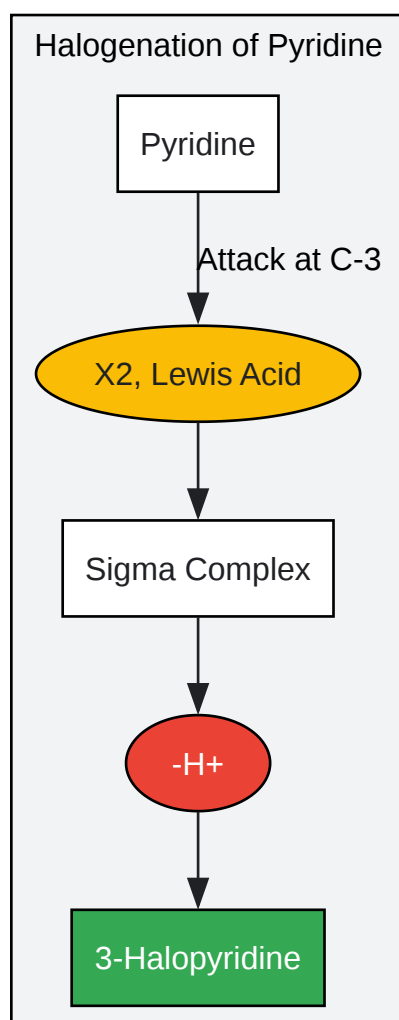 Halogenation of Pyridine
Pyridine
Attack at C-3
X2, Lewis Acid
Sigma Complex
-H+
3-Halopyridine